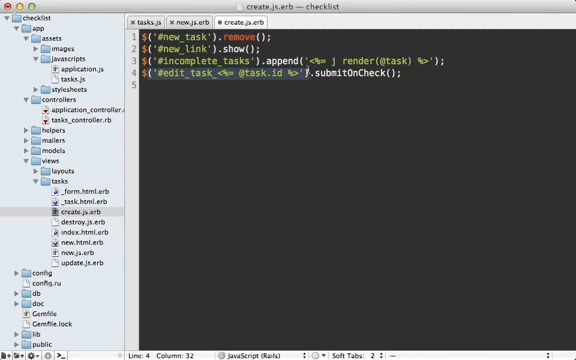 create.js.erb — checklist
tasks.js
new.js.erb
create.js.erb
checklist
app
assets
images
javascripts
application.js
tasks.js
stylesheets
controllers
application_controller.r
tasks_controller.rb
helpers
mailers
models
views
layouts
tasks
_form.html.erb
_task.html.erb
create.js.erb
destroy.js.erb
index.html.erb
new.html.erb
new.js.erb
update.js.erb
config
config.ru
db
doc
Gemfile
Gemfile.lock
lib
public
1 $('#new_task').remove();
2 $('#new_link').show();
3 $('#incomplete_tasks').append('<%= j render(@task) %>');
4 $('#edit_task_<%= @task.id %>').submitOnCheck();
5
Line: 4 Column: 32 JavaScript (Rails) Soft Tabs: 2 —